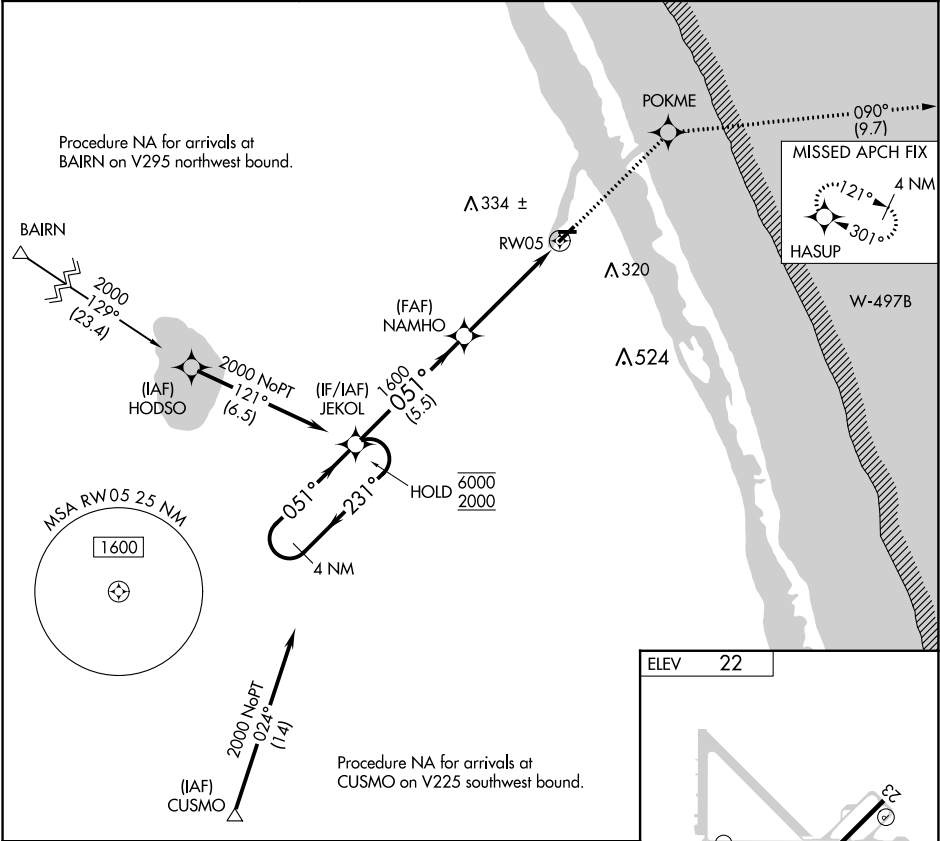 POKME
090°
(9.7)
Procedure NA for arrivals at
BAIRN on V295 northwest bound.
MISSED APCH FIX
4 NM
121°
301°
HASUP
334 ±
BAIRN
RW05
320
2000
129°
(23.4)
W-497B
(FAF)
NAMHO
524
2000 NoPT
121°
(6.5)
(IAF)
HODSO
(IF/IAF)
JEKOL
1600
051°
(5.5)
051°
231°
HOLD
6000
2000
4 NM
MSA RW05 25 NM
1600
2000 NoPT
024°
(14)
(IAF)
CUSMO
Procedure NA for arrivals at
CUSMO on V225 southwest bound.
ELEV 22
23
P